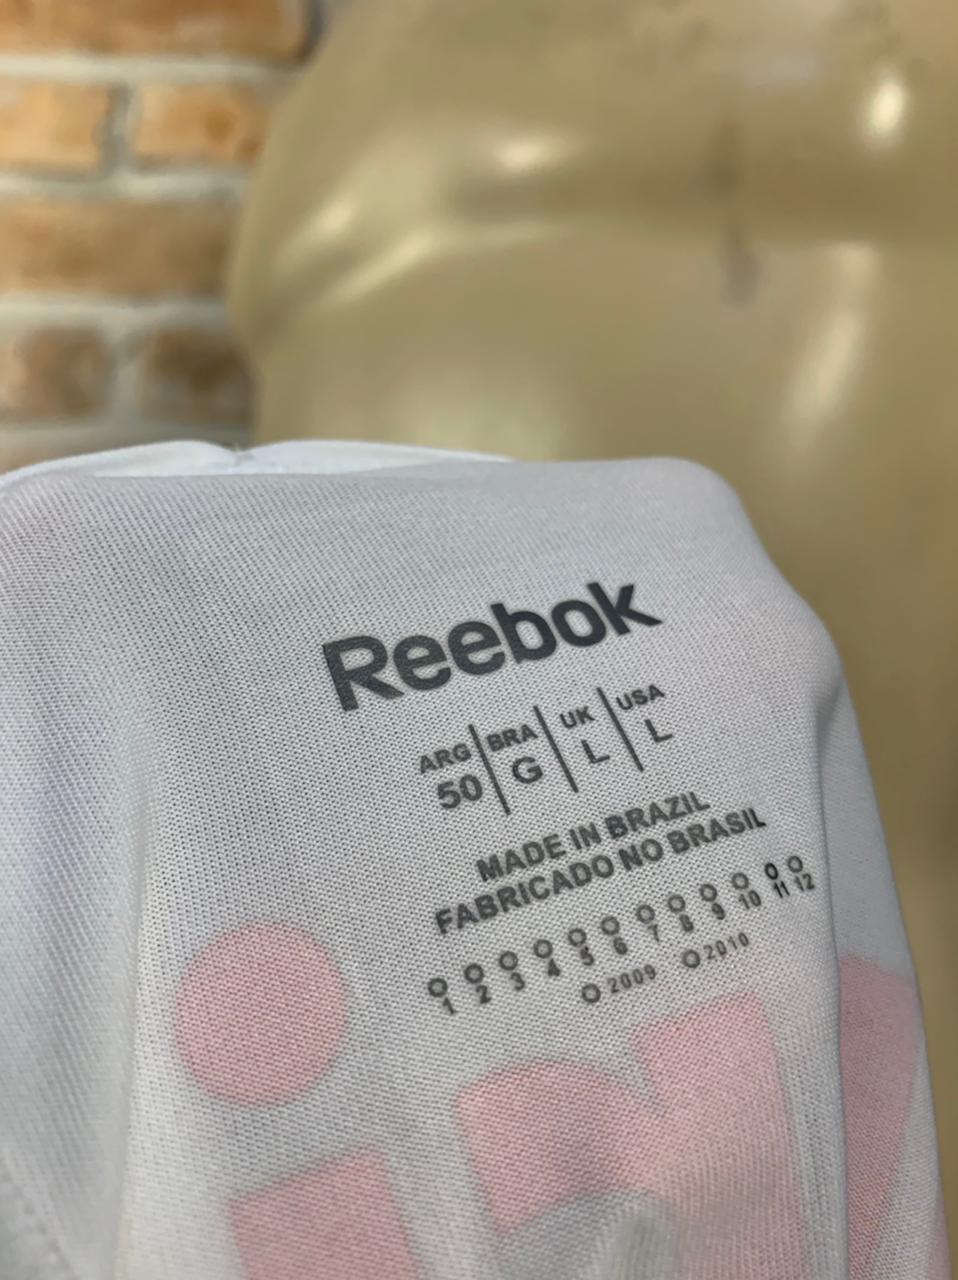 Reebok
ARG BRA UK USA
50 G L L
MADE IN BRAZIL
FABRICADO NO BRASIL
1 2 3 4 5 6 7 8 9 10 11 12
2009 2010